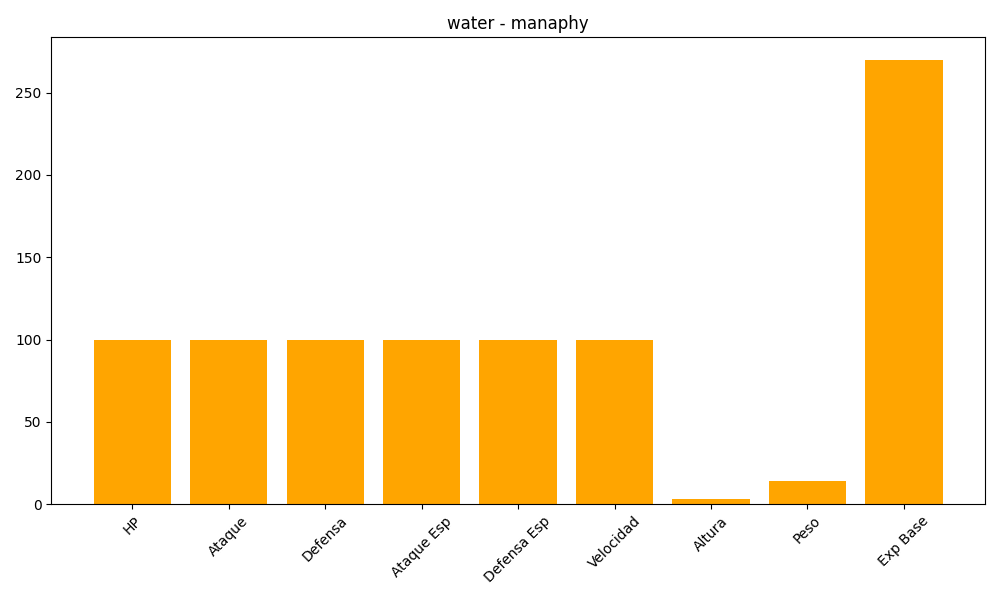 water - manaphy
250
200
150
100
50
0
HP
Ataque
Defensa
Ataque Esp
Defensa Esp
Velocidad
Altura
Peso
Exp Base